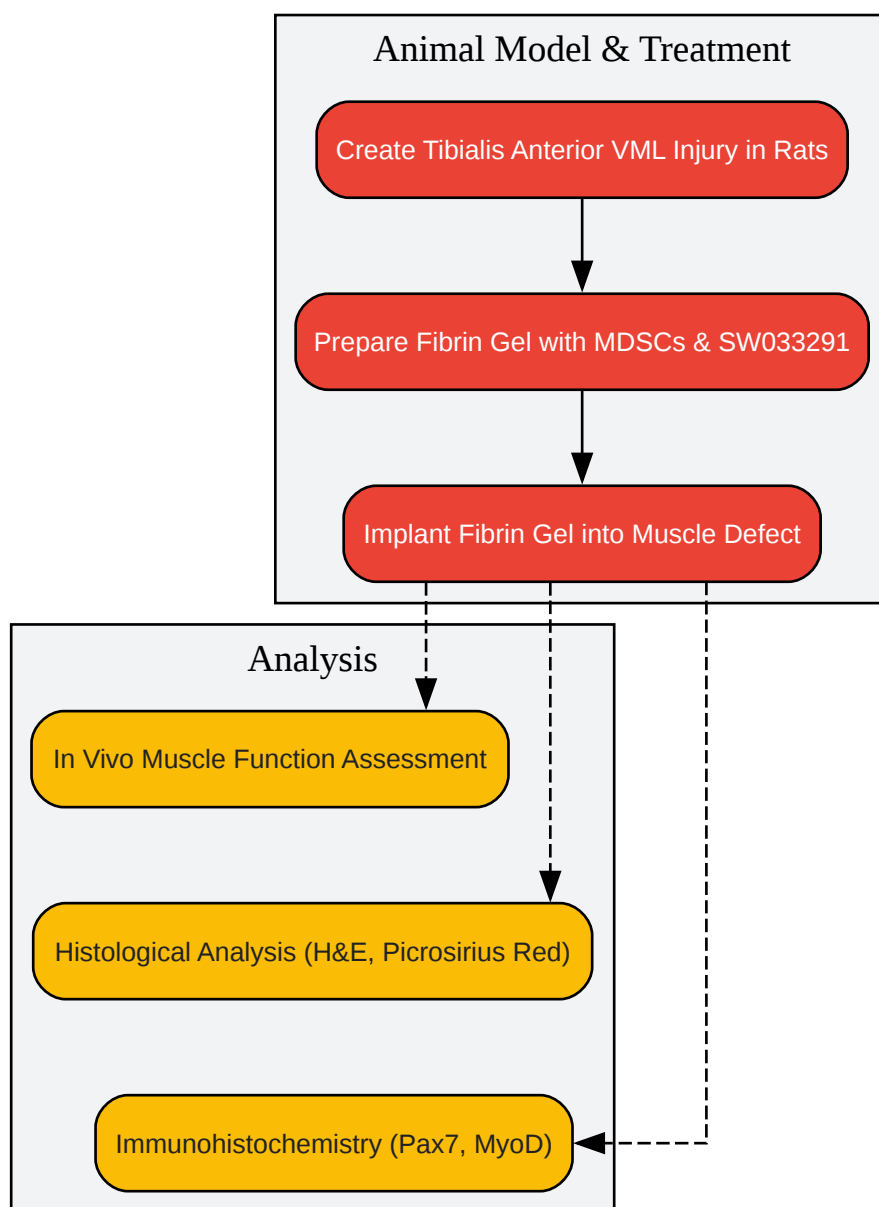 Animal Model & Treatment
Create Tibialis Anterior VML Injury in Rats
Prepare Fibrin Gel with MDSCs & SW033291
Implant Fibrin Gel into Muscle Defect
Analysis
In Vivo Muscle Function Assessment
Histological Analysis (H&E, Picrosirius Red)
Immunohistochemistry (Pax7, MyoD)